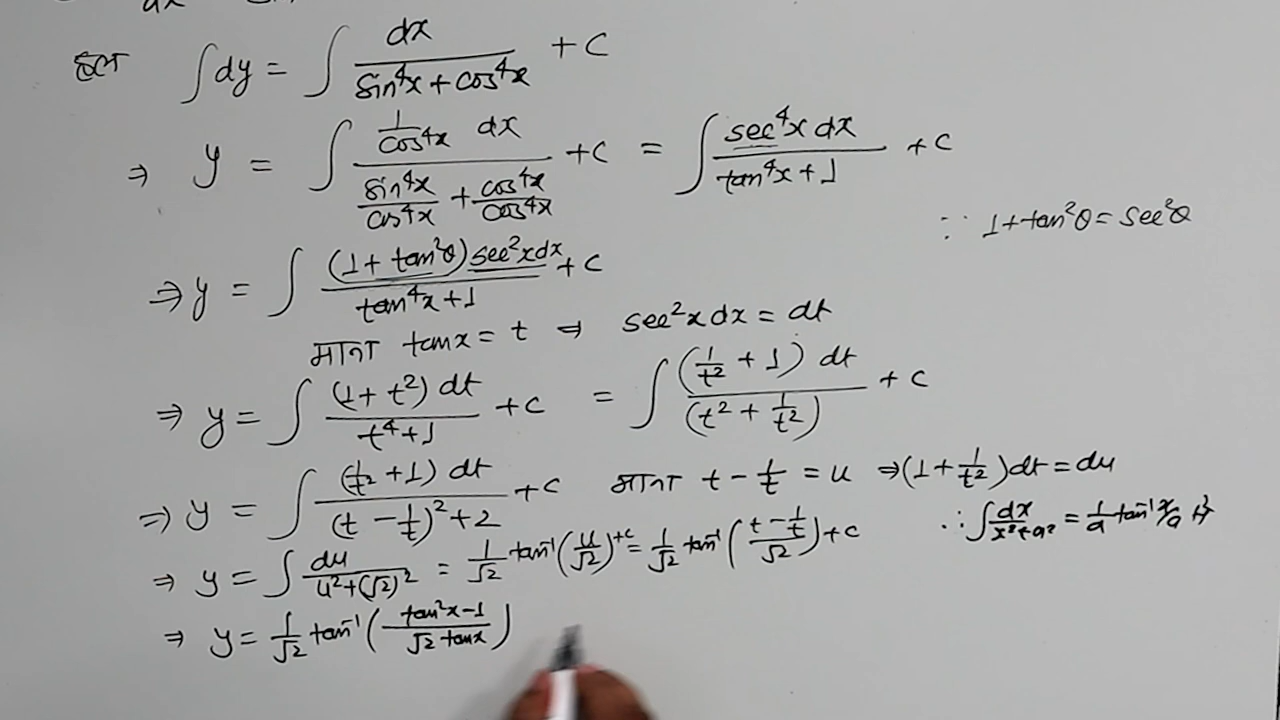 हल ∫dy = ∫ dx/(sin⁴x + cos⁴x) + c
⇒ y = ∫ (1/cos⁴x dx)/(sin⁴x/cos⁴x + cos⁴x/cos⁴x) + c = ∫ sec⁴x dx/(tan⁴x + 1) + c
∵ 1 + tan²θ = sec²θ
⇒ y = ∫ (1 + tan²θ) sec²x dx/(tan⁴x + 1) + c
माना tanx = t ⇒ sec²x dx = dt
⇒ y = ∫ (1 + t²) dt/(t⁴ + 1) + c = ∫ (1/t² + 1) dt/(t² + 1/t²) + c
⇒ y = ∫ (1/t² + 1) dt/((t − 1/t)² + 2) + c माना t − 1/t = u ⇒ (1 + 1/t²)dt = du
∴ ∫ dx/(x² + a²) = 1/a tan⁻¹ x/a
⇒ y = ∫ du/(u² + (√2)²) = 1/√2 tan⁻¹(u/√2) + c = 1/√2 tan⁻¹((t − 1/t)/√2) + c
⇒ y = 1/√2 tan⁻¹((tan²x − 1)/(√2 tanx))